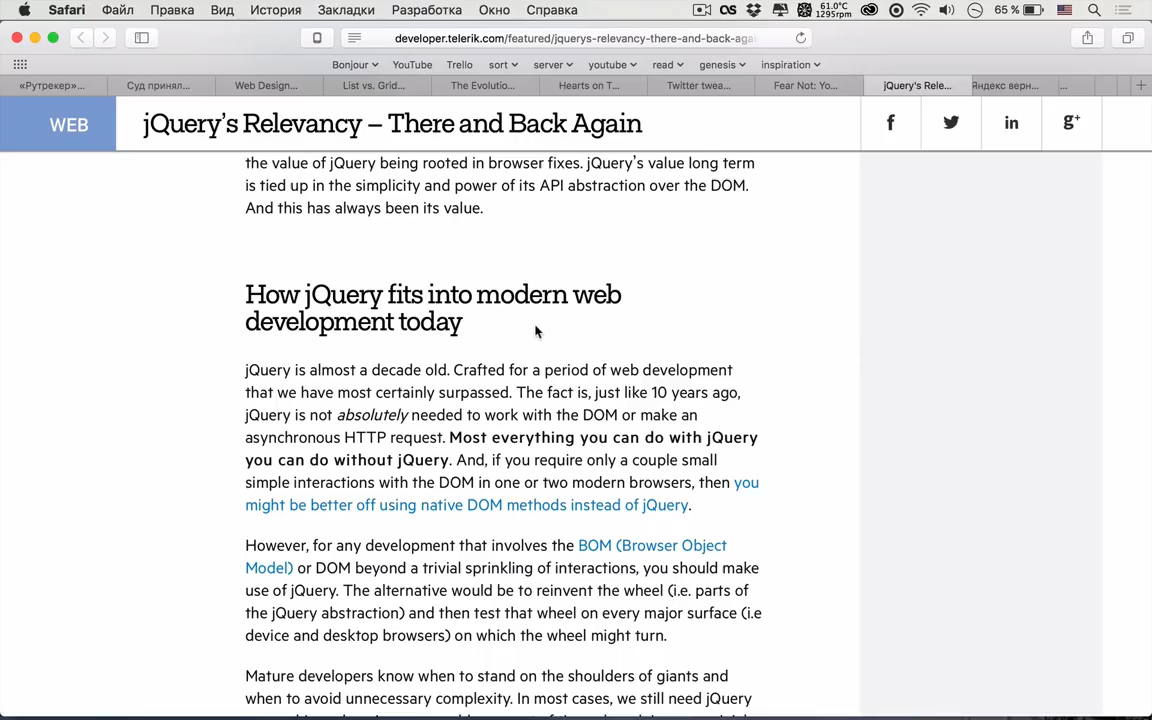 Safari Файл Правка Вид История Закладки Разработка Окно Справка 61.0°C 1295rpm 65 %
developer.telerik.com/featured/jquerys-relevancy-there-and-back-agai
Bonjour YouTube Trello sort server youtube read genesis inspiration
«Рутрекер»... Суд принял... Web Design... List vs. Grid... The Evolutio... Hearts on T... Twitter twea... Fear Not: Yo... jQuery's Rele... Яндекс верн... ...
WEB jQuery's Relevancy – There and Back Again f in g+
the value of jQuery being rooted in browser fixes. jQuery's value long term
is tied up in the simplicity and power of its API abstraction over the DOM.
And this has always been its value.
How jQuery fits into modern web
development today
jQuery is almost a decade old. Crafted for a period of web development
that we have most certainly surpassed. The fact is, just like 10 years ago,
jQuery is not absolutely needed to work with the DOM or make an
asynchronous HTTP request. Most everything you can do with jQuery
you can do without jQuery. And, if you require only a couple small
simple interactions with the DOM in one or two modern browsers, then you
might be better off using native DOM methods instead of jQuery.
However, for any development that involves the BOM (Browser Object
Model) or DOM beyond a trivial sprinkling of interactions, you should make
use of jQuery. The alternative would be to reinvent the wheel (i.e. parts of
the jQuery abstraction) and then test that wheel on every major surface (i.e
device and desktop browsers) on which the wheel might turn.
Mature developers know when to stand on the shoulders of giants and
when to avoid unnecessary complexity. In most cases, we still need jQuery